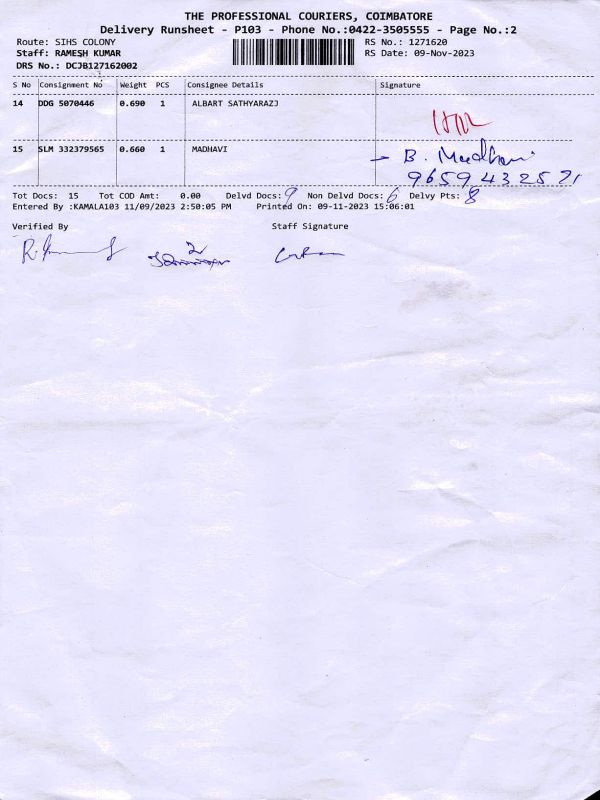 THE PROFESSIONAL COURIERS, COIMBATORE
Delivery Runsheet - P103 - Phone No.:0422-3505555 - Page No.:2
Route: SIHS COLONY RS No.: 1271620
Staff: RAMESH KUMAR RS Date: 09-Nov-2023
DRS No.: DCJB127162002
S No Consignment No Weight PCS Consignee Details Signature
14 DDG 5070446 0.690 1 ALBART SATHYARAZJ
15 SLM 332379565 0.660 1 MADHAVI B. Madhavi
9659432571
Tot Docs: 15 Tot COD Amt: 0.00 Delvd Docs: 9 Non Delvd Docs: 6 Delvy Pts: 8
Entered By :KAMALA103 11/09/2023 2:50:05 PM Printed On: 09-11-2023 15:06:01
Verified By Staff Signature